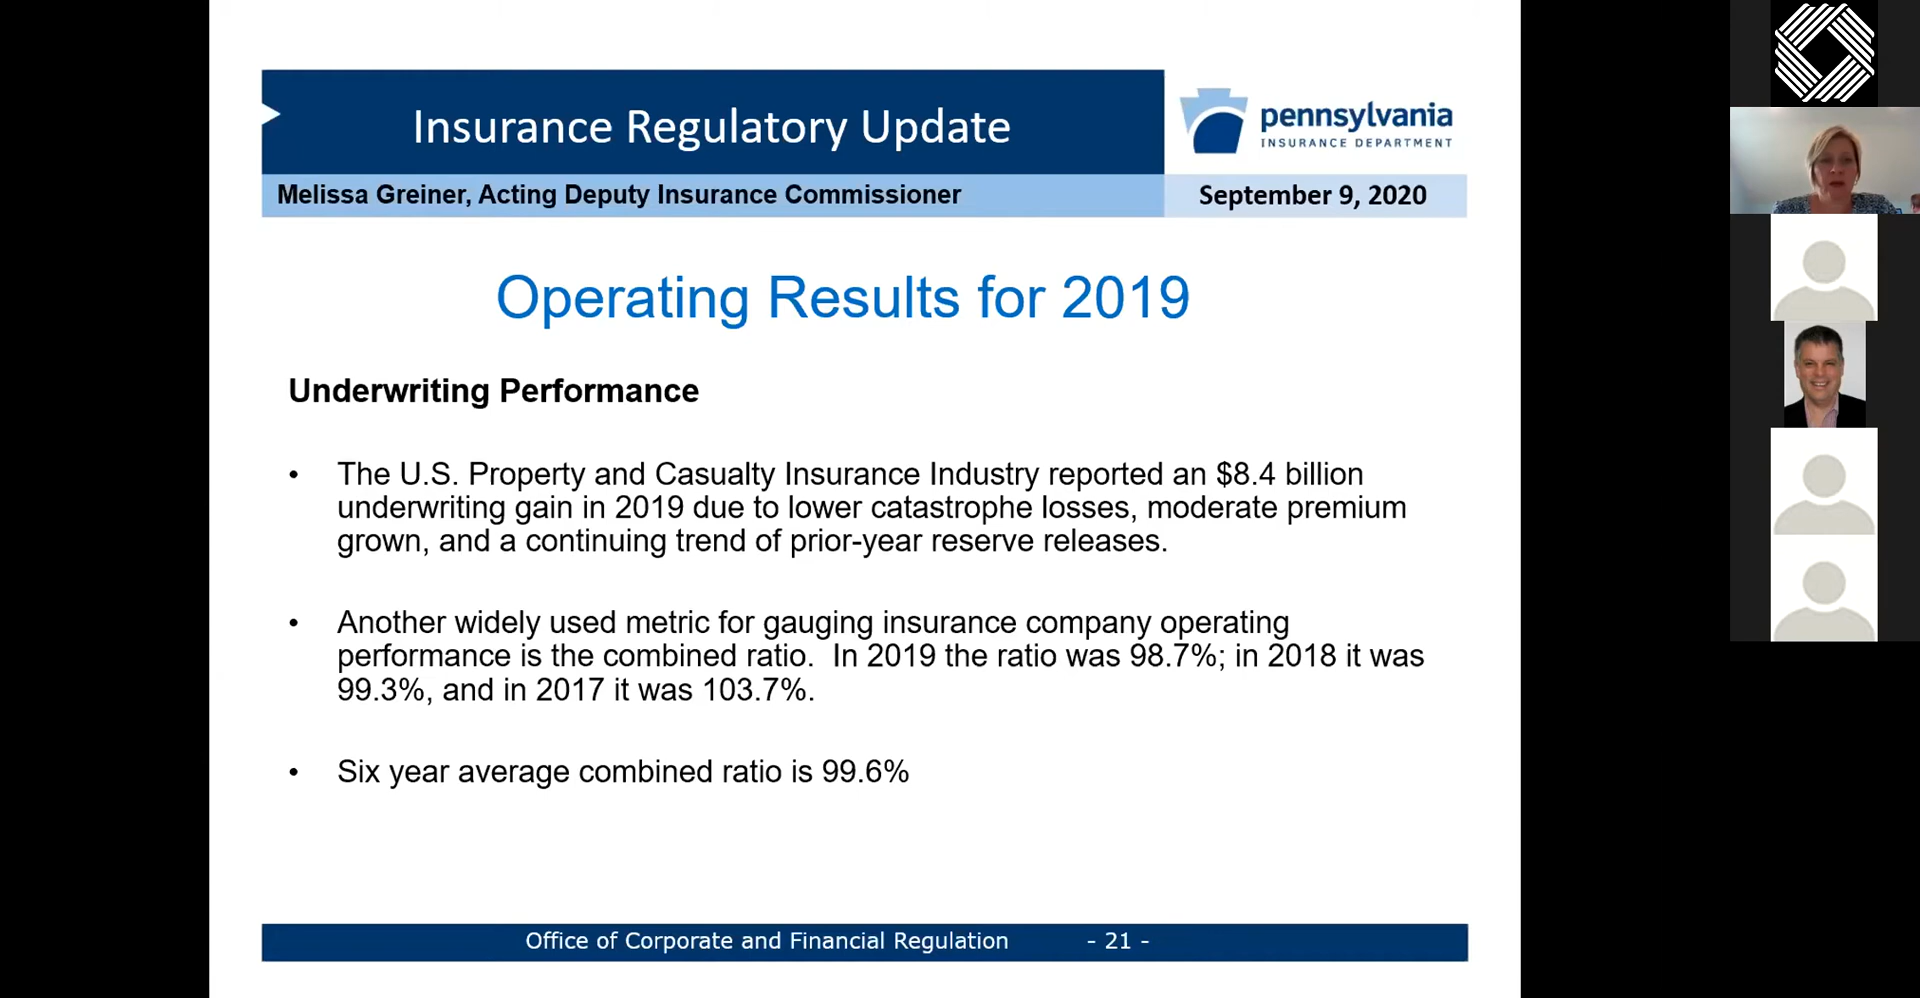 Insurance Regulatory Update
pennsylvania
INSURANCE DEPARTMENT
Melissa Greiner, Acting Deputy Insurance Commissioner
September 9, 2020
Operating Results for 2019
Underwriting Performance
• The U.S. Property and Casualty Insurance Industry reported an $8.4 billion
underwriting gain in 2019 due to lower catastrophe losses, moderate premium
grown, and a continuing trend of prior-year reserve releases.
• Another widely used metric for gauging insurance company operating
performance is the combined ratio.  In 2019 the ratio was 98.7%; in 2018 it was
99.3%, and in 2017 it was 103.7%.
• Six year average combined ratio is 99.6%
Office of Corporate and Financial Regulation - 21 -